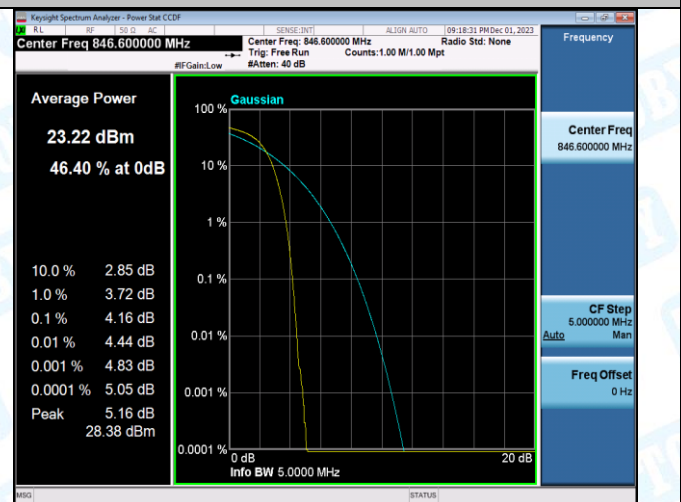 Keysight Spectrum Analyzer - Power Stat CCDF
RL RF 50 Ω AC SENSE:INT ALIGN AUTO 09:18:31 PM Dec 01, 2023
Center Freq 846.600000 MHz
Center Freq: 846.600000 MHz Radio Std: None
Trig: Free Run Counts:1.00 M/1.00 Mpt
#IFGain:Low #Atten: 40 dB
Frequency
Average Power
23.22 dBm
46.40 % at 0dB
10.0 % 2.85 dB
1.0 % 3.72 dB
0.1 % 4.16 dB
0.01 % 4.44 dB
0.001 % 4.83 dB
0.0001 % 5.05 dB
Peak 5.16 dB
28.38 dBm
Gaussian
100 %
10 %
1 %
0.1 %
0.01 %
0.001 %
0.0001 %
0 dB 20 dB
Info BW 5.0000 MHz
Center Freq
846.600000 MHz
CF Step
5.000000 MHz
Auto Man
Freq Offset
0 Hz
MSG STATUS